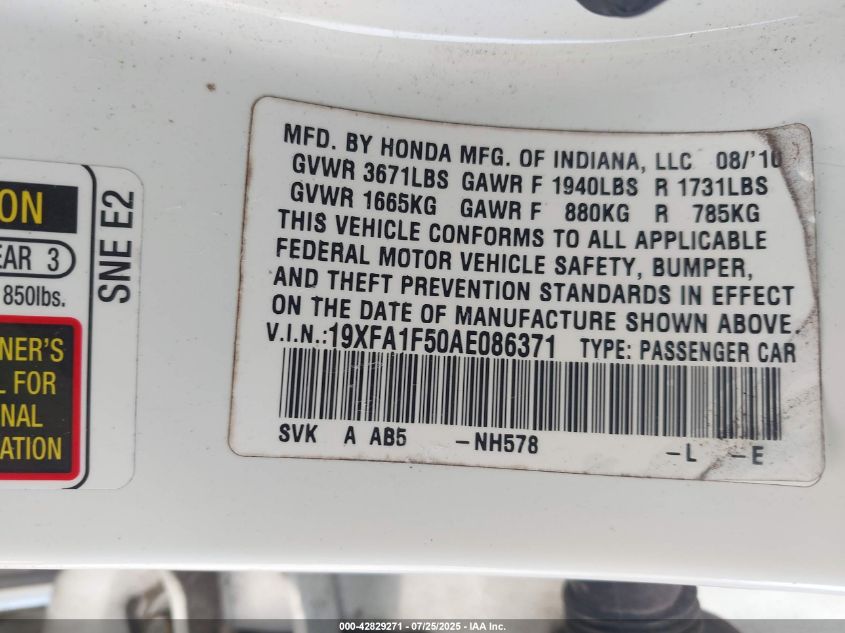 ON
EAR 3
850lbs.
NER'S
L FOR
NAL
ATION
SNE E2
MFD. BY HONDA MFG. OF INDIANA, LLC 08/'10
GVWR 3671LBS GAWR F 1940LBS R 1731LBS
GVWR 1665KG GAWR F 880KG R 785KG
THIS VEHICLE CONFORMS TO ALL APPLICABLE
FEDERAL MOTOR VEHICLE SAFETY, BUMPER,
AND THEFT PREVENTION STANDARDS IN EFFECT
ON THE DATE OF MANUFACTURE SHOWN ABOVE.
V.I.N.:19XFA1F50AE086371 TYPE: PASSENGER CAR
SVK A AB5 -NH578 -L -E
000-42829271 - 07/25/2025 - IAA Inc.